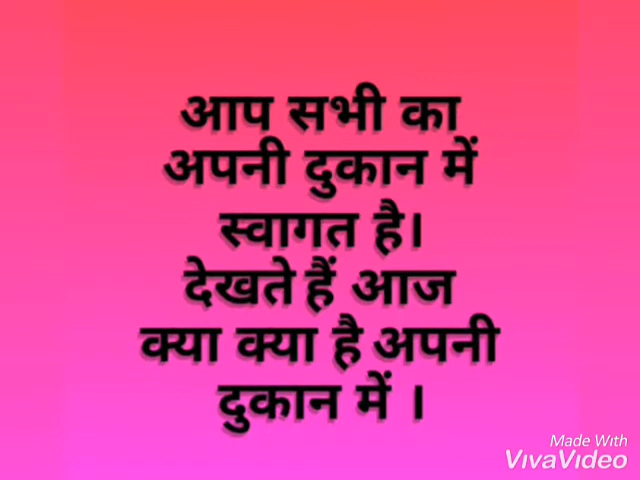 आप सभी का
अपनी दुकान में
स्वागत है।
देखते हैं आज
क्या क्या है अपनी
दुकान में ।
Made With
VivaVideo